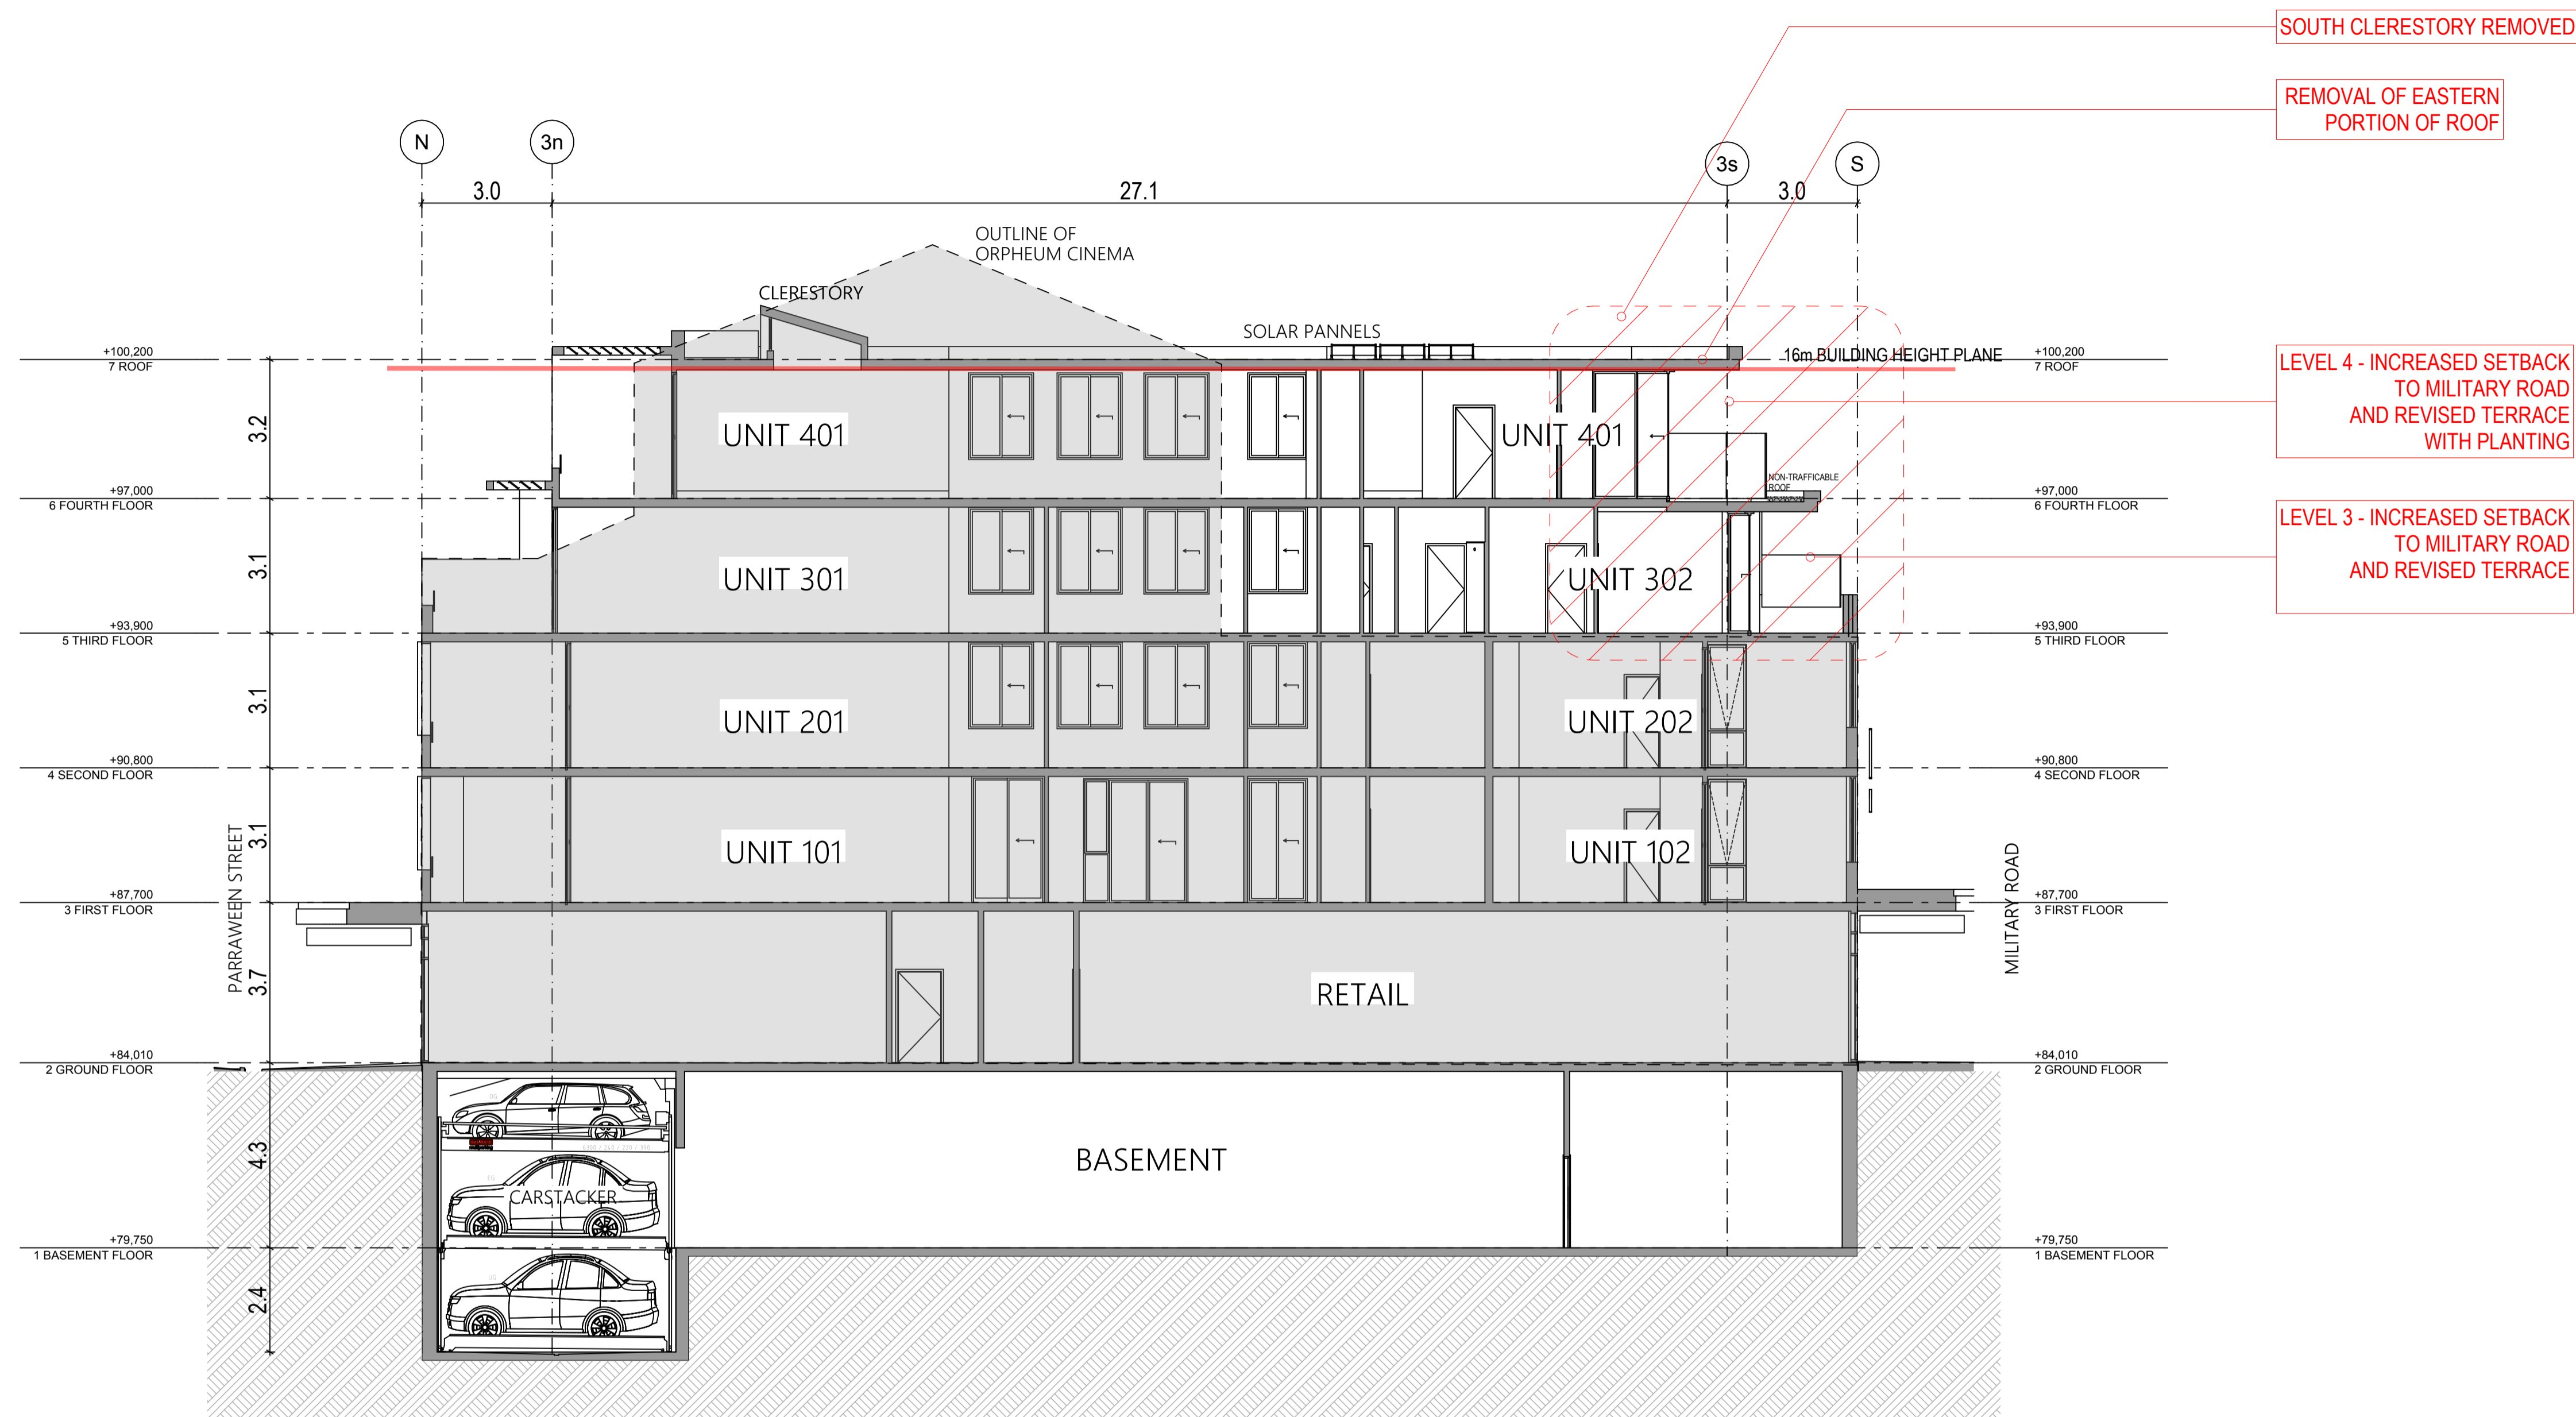 SOUTH CLERESTORY REMOVED
REMOVAL OF EASTERN
PORTION OF ROOF
N
3n
3s
S
3.0
27.1
3.0
OUTLINE OF
ORPHEUM CINEMA
CLERESTORY
SOLAR PANNELS
16m BUILDING HEIGHT PLANE
+100,200
7 ROOF
+100,200
7 ROOF
LEVEL 4 - INCREASED SETBACK
TO MILITARY ROAD
AND REVISED TERRACE
WITH PLANTING
3.2
UNIT 401
UNIT 401
NON-TRAFFICABLE
ROOF
+97,000
6 FOURTH FLOOR
+97,000
6 FOURTH FLOOR
LEVEL 3 - INCREASED SETBACK
TO MILITARY ROAD
AND REVISED TERRACE
3.1
UNIT 301
UNIT 302
+93,900
5 THIRD FLOOR
+93,900
5 THIRD FLOOR
3.1
UNIT 201
UNIT 202
+90,800
4 SECOND FLOOR
+90,800
4 SECOND FLOOR
3.1
UNIT 101
UNIT 102
PARRAWEEN STREET
MILITARY ROAD
+87,700
3 FIRST FLOOR
+87,700
3 FIRST FLOOR
3.7
RETAIL
+84,010
2 GROUND FLOOR
+84,010
2 GROUND FLOOR
4.3
BASEMENT
CARSTACKER
+79,750
1 BASEMENT FLOOR
+79,750
1 BASEMENT FLOOR
2.4